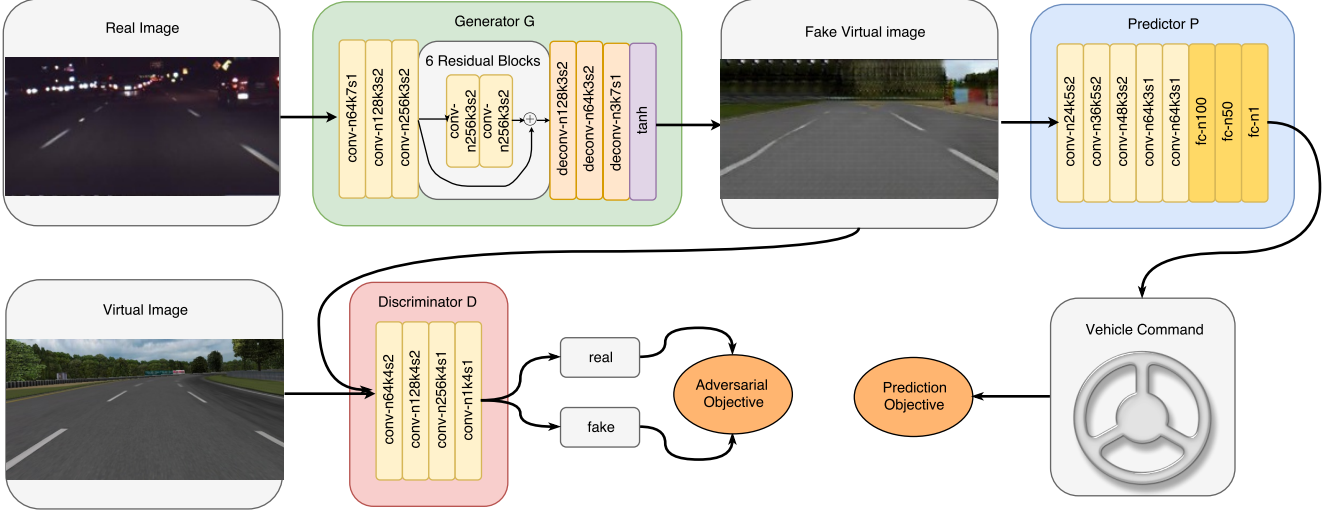 Real Image
Generator G
conv-n64k7s1
conv-n128k3s2
conv-n256k3s2
6 Residual Blocks
conv-
n256k3s2
conv-
n256k3s2
deconv-n128k3s2
deconv-n64k3s2
deconv-n3k7s1
tanh
Fake Virtual image
Predictor P
conv-n24k5s2
conv-n36k5s2
conv-n48k3s2
conv-n64k3s1
conv-n64k3s1
fc-n100
fc-n50
fc-n1
Virtual Image
Discriminator D
conv-n64k4s2
conv-n128k4s2
conv-n256k4s1
conv-n11k4s1
real
fake
Adversarial
Objective
Prediction
Objective
Vehicle Command